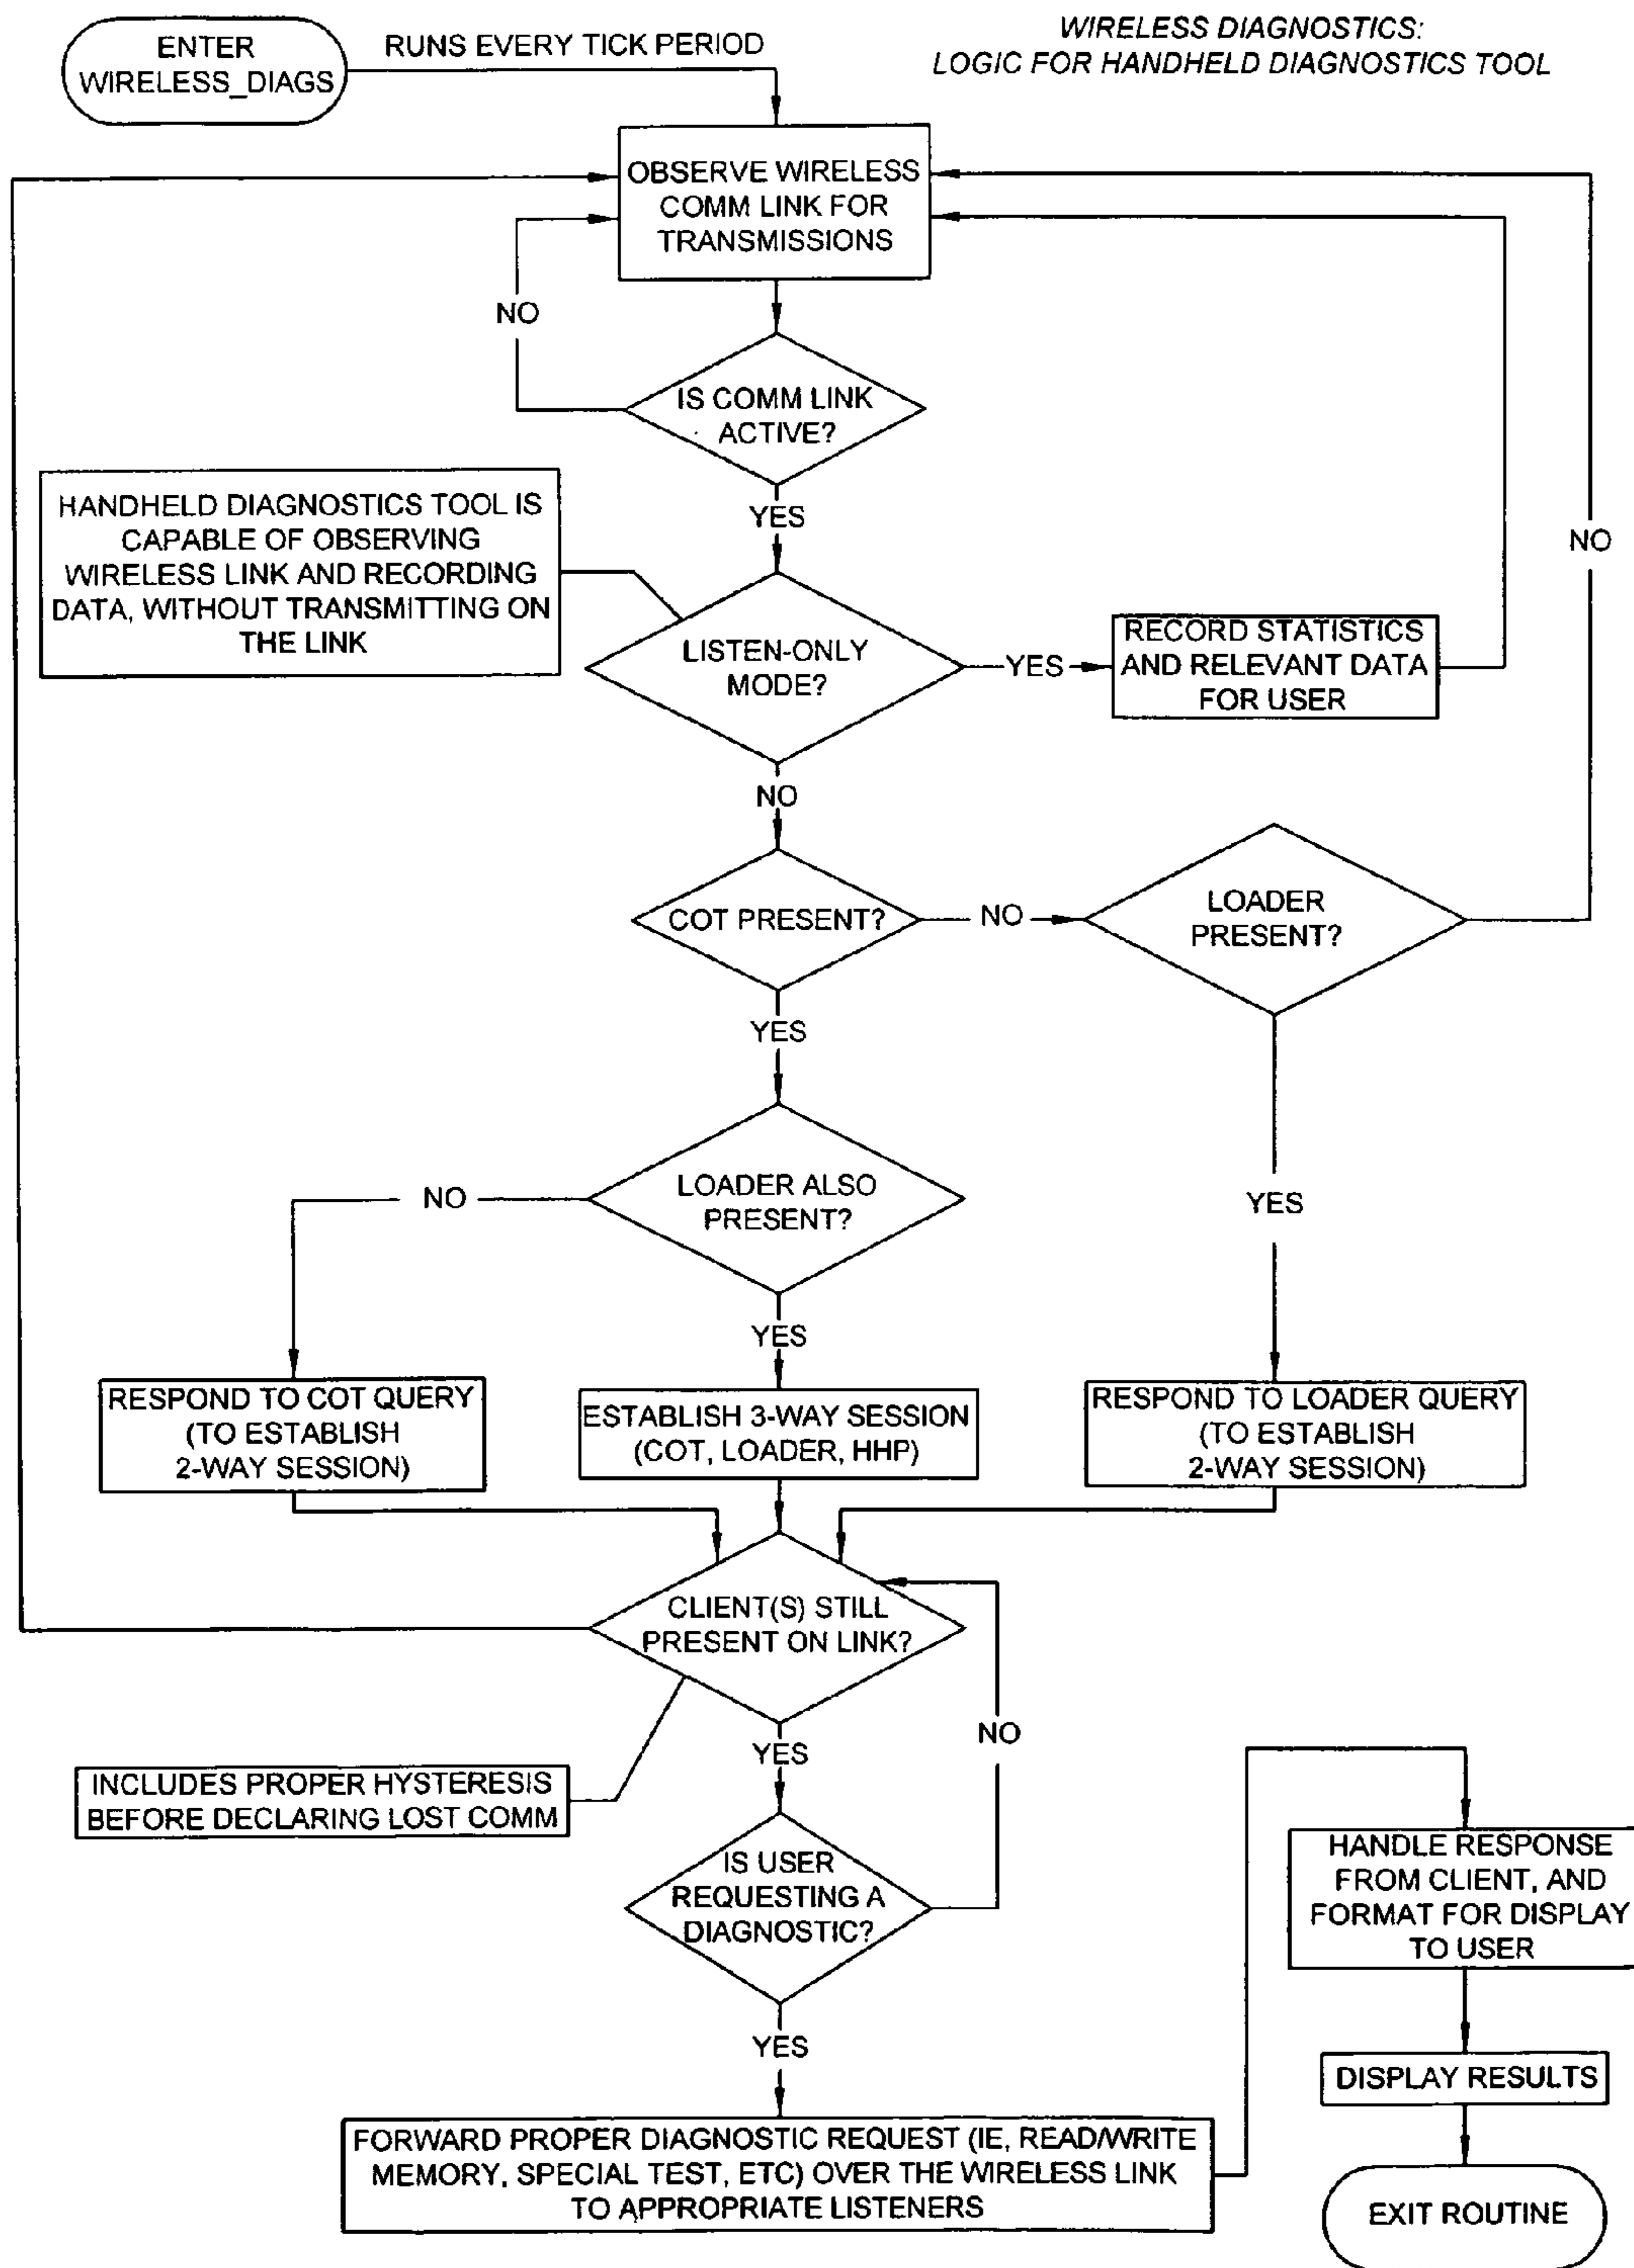 ENTER
WIRELESS_DIAGS
RUNS EVERY TICK PERIOD
WIRELESS DIAGNOSTICS:
LOGIC FOR HANDHELD DIAGNOSTICS TOOL
OBSERVE WIRELESS
COMM LINK FOR
TRANSMISSIONS
NO
IS COMM LINK
ACTIVE?
YES
HANDHELD DIAGNOSTICS TOOL IS
CAPABLE OF OBSERVING
WIRELESS LINK AND RECORDING
DATA, WITHOUT TRANSMITTING ON
THE LINK
NO
LISTEN-ONLY
MODE?
YES
RECORD STATISTICS
AND RELEVANT DATA
FOR USER
NO
COT PRESENT?
NO
LOADER
PRESENT?
YES
LOADER ALSO
PRESENT?
NO
YES
YES
RESPOND TO COT QUERY
(TO ESTABLISH
2-WAY SESSION)
ESTABLISH 3-WAY SESSION
(COT, LOADER, HHP)
RESPOND TO LOADER QUERY
(TO ESTABLISH
2-WAY SESSION)
CLIENT(S) STILL
PRESENT ON LINK?
NO
YES
INCLUDES PROPER HYSTERESIS
BEFORE DECLARING LOST COMM
IS USER
REQUESTING A
DIAGNOSTIC?
YES
HANDLE RESPONSE
FROM CLIENT, AND
FORMAT FOR DISPLAY
TO USER
DISPLAY RESULTS
FORWARD PROPER DIAGNOSTIC REQUEST (IE, READ/WRITE
MEMORY, SPECIAL TEST, ETC) OVER THE WIRELESS LINK
TO APPROPRIATE LISTENERS
EXIT ROUTINE